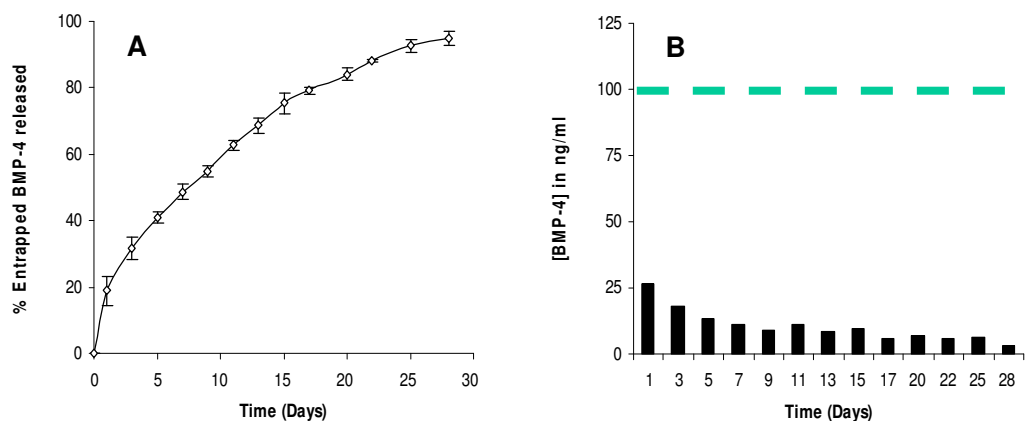 A
% Entrapped BMP-4 released
100
80
60
40
20
0
0 5 10 15 20 25 30
Time (Days)
B
[BMP-4] in ng/ml
125
100
75
50
25
0
1 3 5 7 9 11 13 15 17 20 22 25 28
Time (Days)